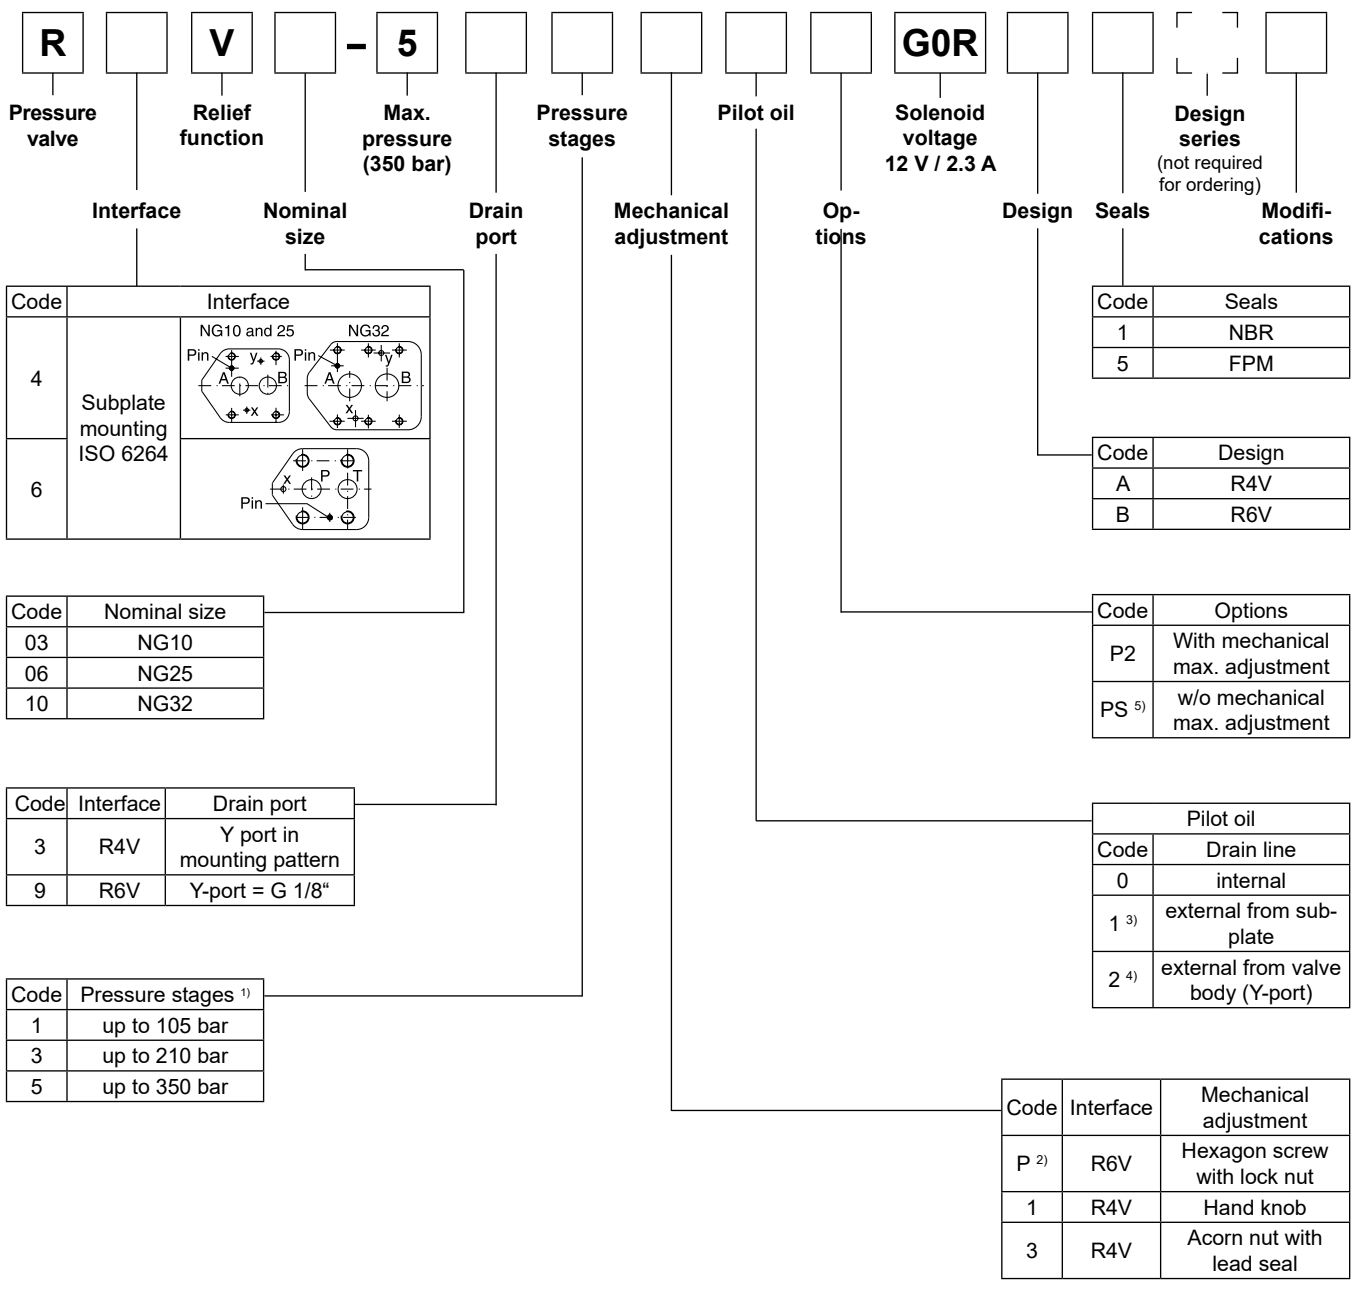 R V – 5 G0R
Pressure
valve
Relief
function
Max.
pressure
(350 bar)
Pressure
stages
Pilot oil
Solenoid
voltage
12 V / 2.3 A
Design
series
(not required
for ordering)
Interface
Nominal
size
Drain
port
Mechanical
adjustment
Op-
tions
Design
Seals
Modifi-
cations
Code Interface
4
Subplate
mounting
ISO 6264
NG10 and 25 NG32
Pin y Pin y
A B A B
x x
6
x P T
Pin
Code Seals
1 NBR
5 FPM
Code Design
A R4V
B R6V
Code Nominal size
03 NG10
06 NG25
10 NG32
Code Options
P2 With mechanical
max. adjustment
PS 5) w/o mechanical
max. adjustment
Code Interface Drain port
3 R4V Y port in
mounting pattern
9 R6V Y-port = G 1/8“
Pilot oil
Code Drain line
0 internal
1 3) external from sub-
plate
2 4) external from valve
body (Y-port)
Code Pressure stages 1)
1 up to 105 bar
3 up to 210 bar
5 up to 350 bar
Code Interface Mechanical
adjustment
P 2) R6V Hexagon screw
with lock nut
1 R4V Hand knob
3 R4V Acorn nut with
lead seal